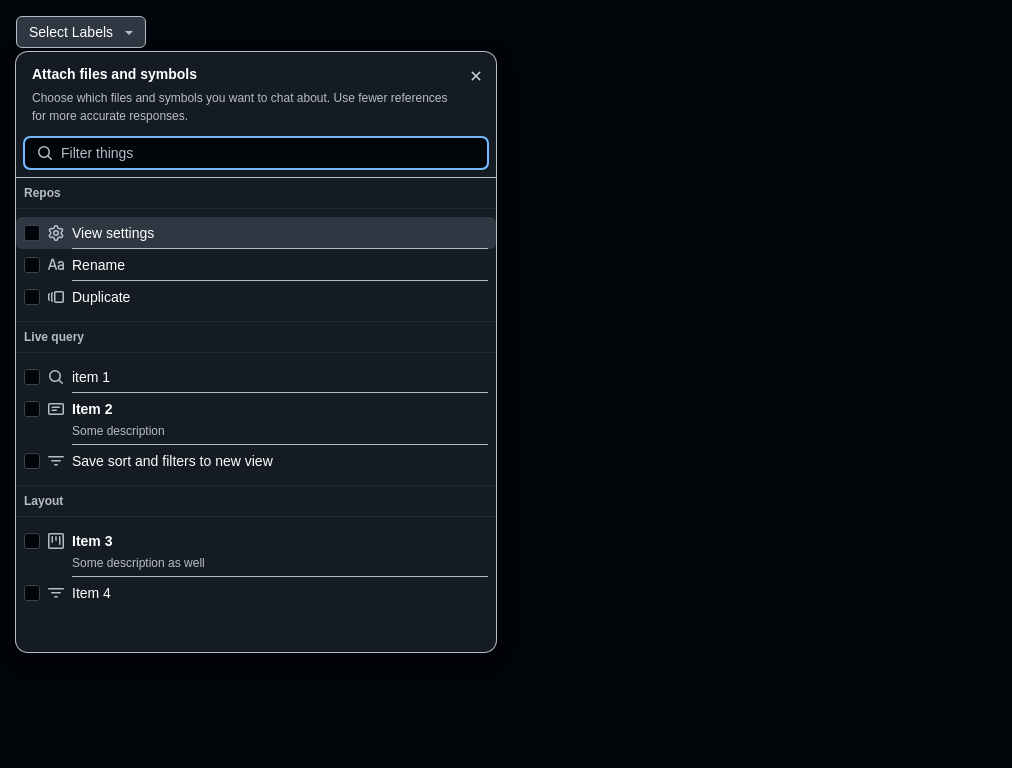 Select Labels
Attach files and symbols
Choose which files and symbols you want to chat about. Use fewer references
for more accurate responses.
Filter things
Repos
View settings
Rename
Duplicate
Live query
item 1
Item 2
Some description
Save sort and filters to new view
Layout
Item 3
Some description as well
Item 4